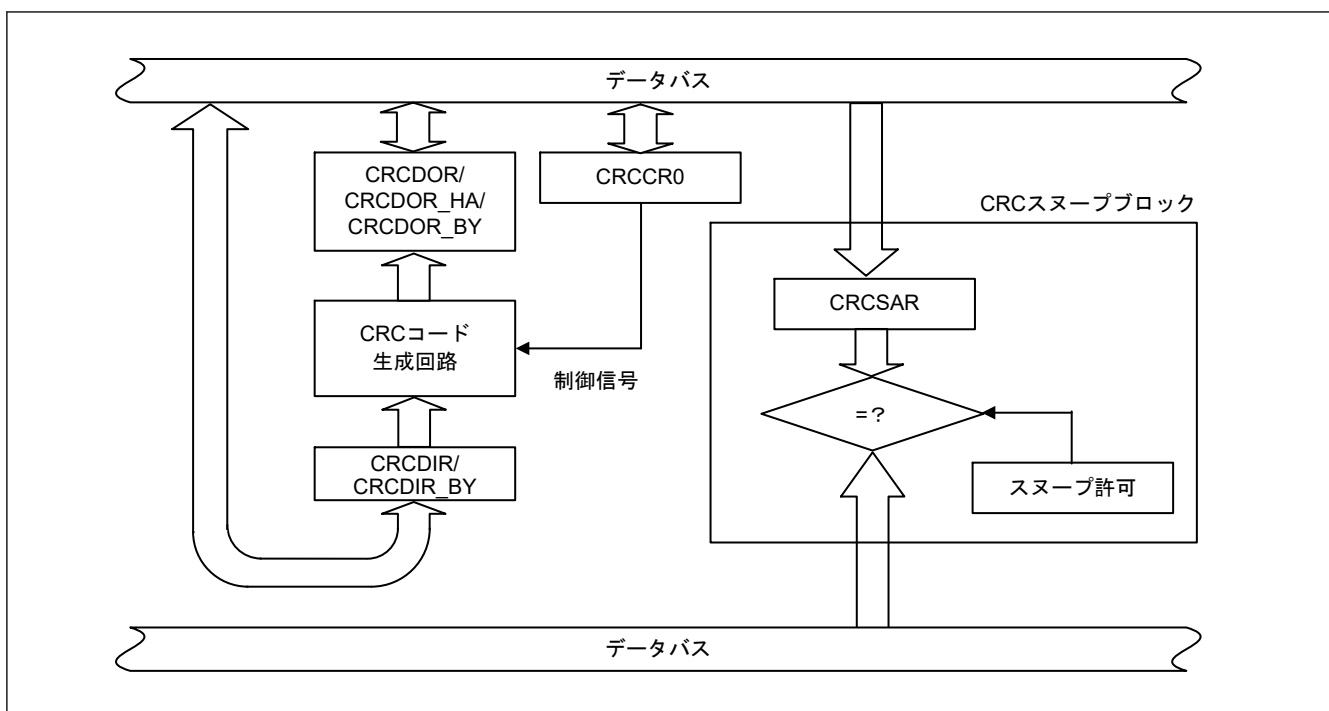 データバス
CRCDOR/
CRCDOR_HA/
CRCDOR_BY
CRCCR0
CRCスヌープブロック
CRCSAR
CRCコード
生成回路
制御信号
=?
CRCDIR/
CRCDIR_BY
スヌープ許可
データバス